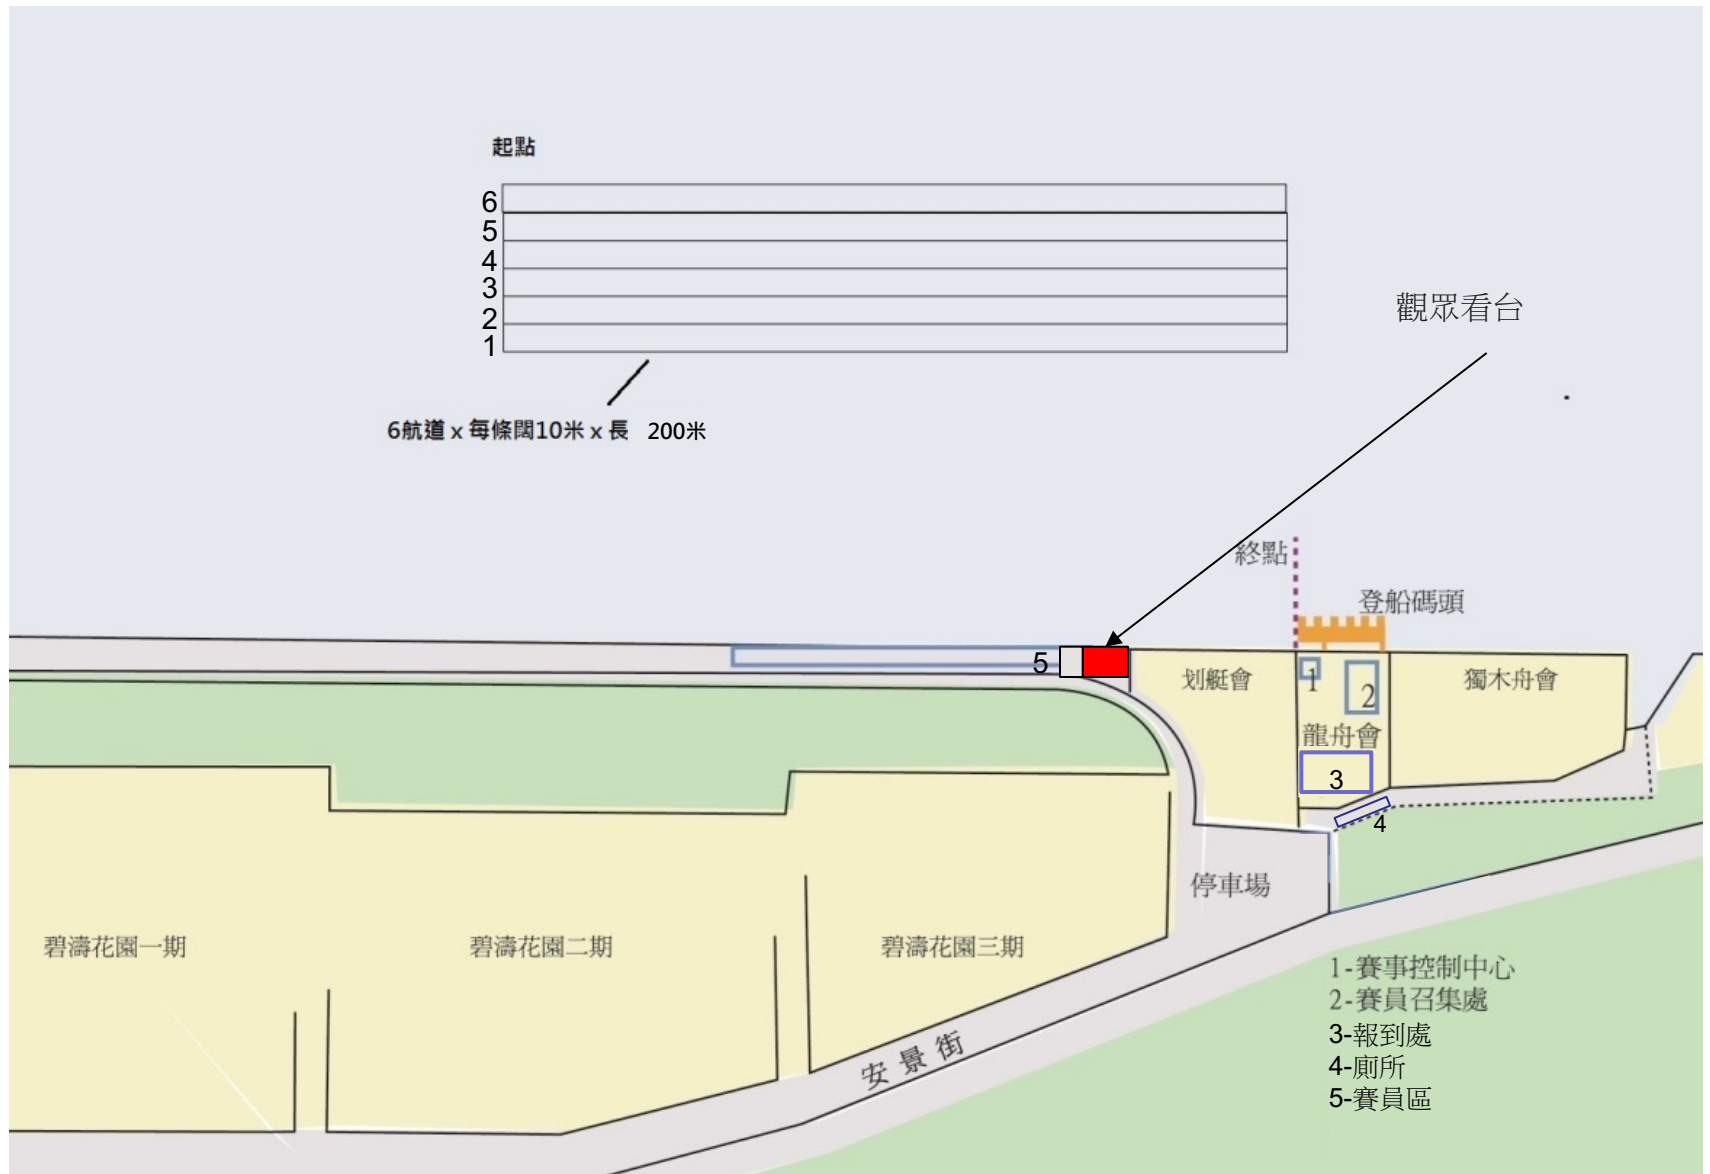 起點
6
5
4
3
2
1
6航道 x 每條闊10米 x 長 200米
觀眾看台
終點
登船碼頭
5
划艇會
1
2
獨木舟會
龍舟會
3
4
停車場
碧濤花園一期
碧濤花園二期
碧濤花園三期
安景街
1-賽事控制中心
2-賽員召集處
3-報到處
4-廁所
5-賽員區